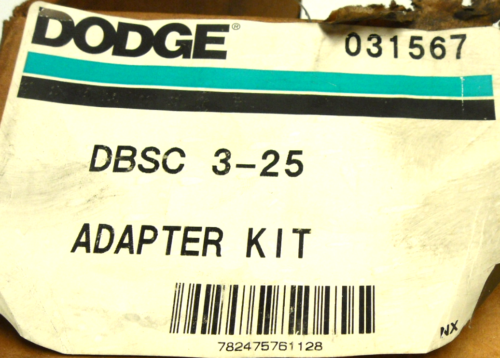 DODGE® 031567
DBSC 3-25
ADAPTER KIT
782475761128
NX